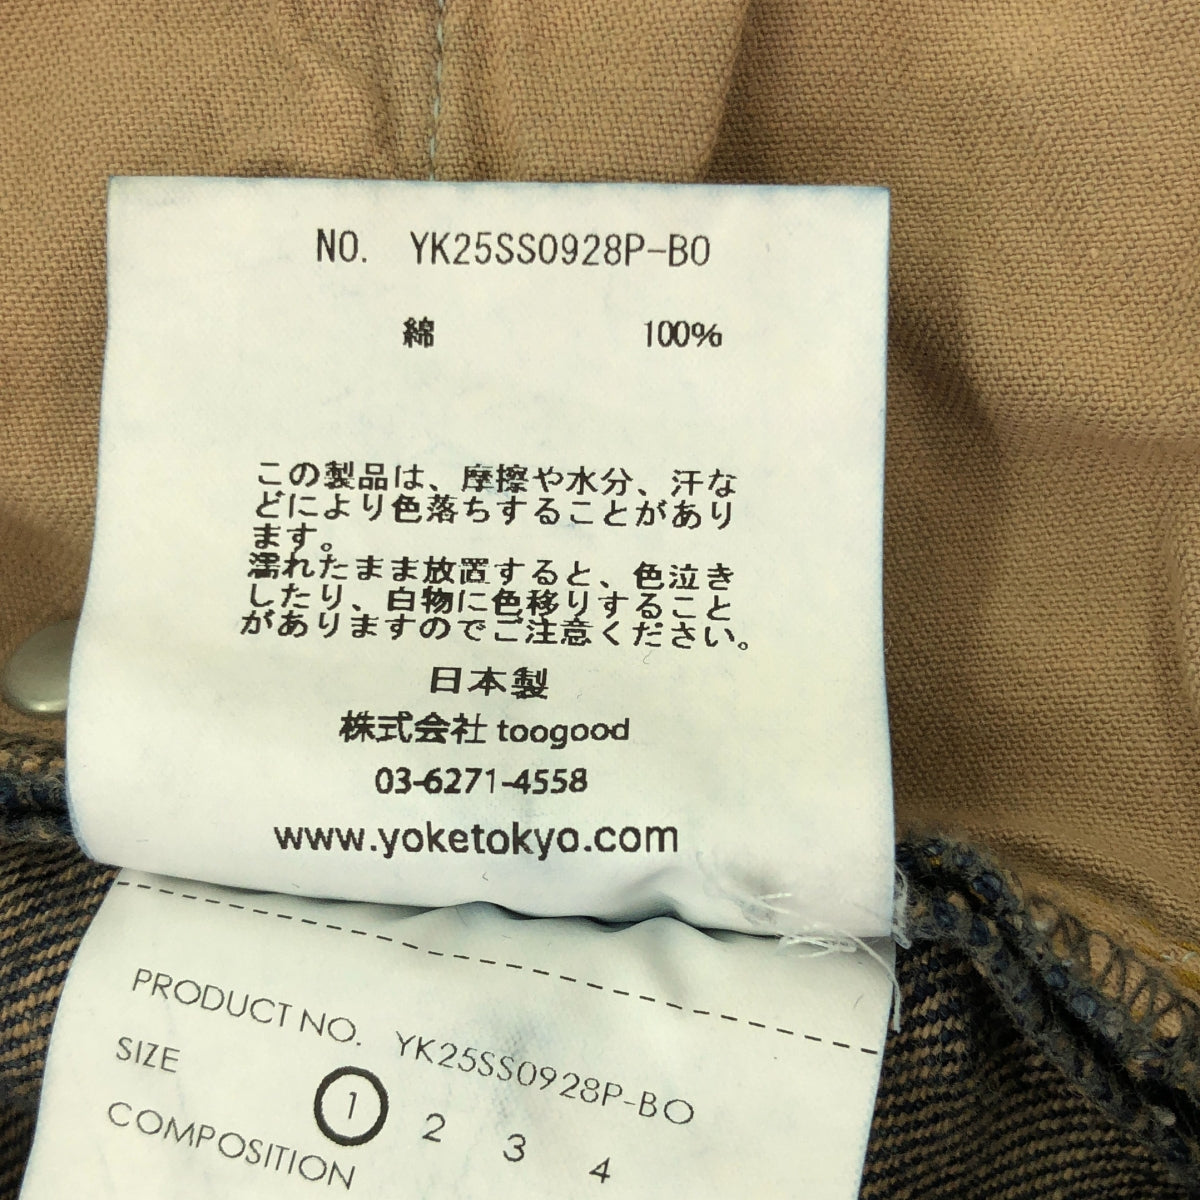 NO. YK25SS0928P-BO
綿 100%
この製品は、摩擦や水分、汗な
どにより色落ちすることがあり
ます。
濡れたまま放置すると、色泣き
したり、白物に色移りすること
がありますのでご注意ください。
日本製
株式会社 toogood
03-6271-4558
www.yoketokyo.com
PRODUCT NO. YK25SS0928P-BO
SIZE 1 2 3 4
COMPOSITION